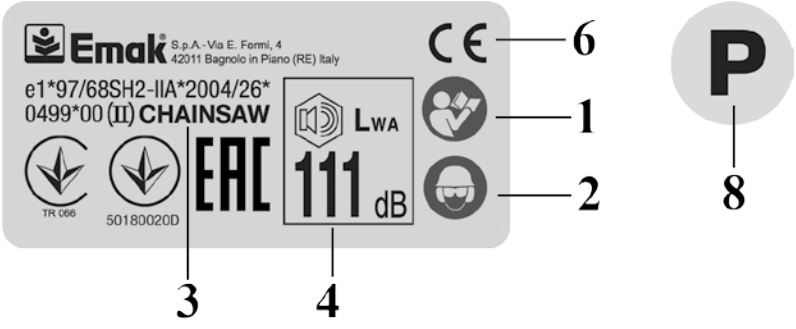 Emak
S.p.A.-Via E. Fermi, 4
42011 Bagnolo in Piano (RE) Italy
CE
6
P
e1*97/68SH2-IIA*2004/26*
0499*00 (II) CHAINSAW
LWA
111 dB
1
TR 066
50180020D
EAC
2
8
3
4